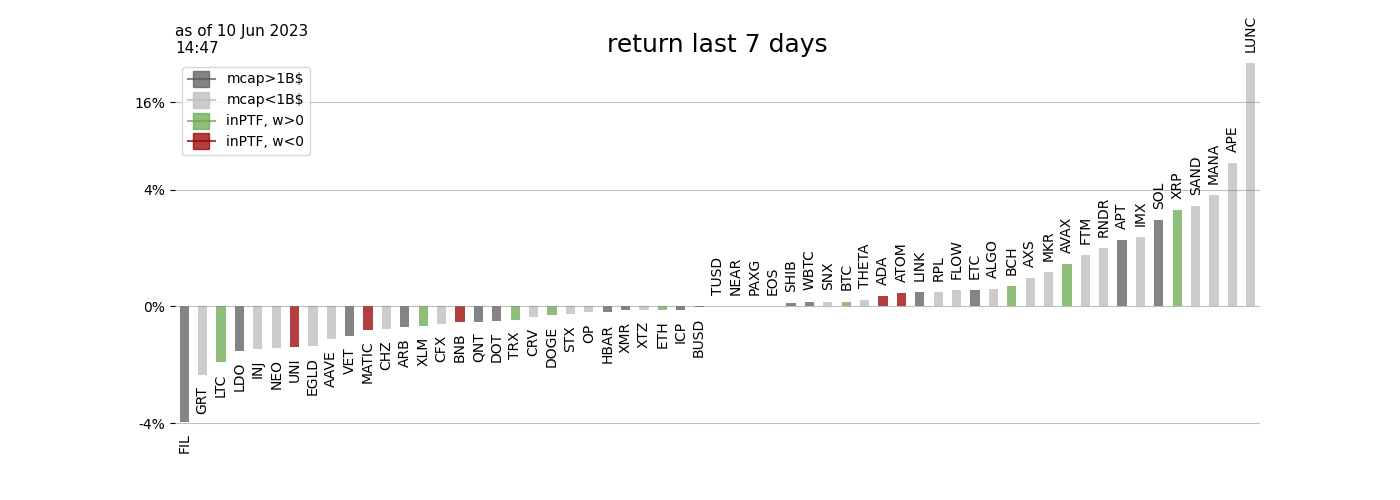 as of 10 Jun 2023
14:47
return last 7 days
mcap>1B$
mcap<1B$
inPTF, w>0
inPTF, w<0
16%
4%
0%
-4%
FIL
GRT
LTC
LDO
INJ
NEO
UNI
EGLD
AAVE
VET
MATIC
CHZ
ARB
XLM
CFX
BNB
QNT
DOT
TRX
CRV
DOGE
STX
OP
HBAR
XMR
XTZ
ETH
ICP
BUSD
TUSD
NEAR
PAXG
EOS
SHIB
WBTC
SNX
BTC
THETA
ADA
ATOM
LINK
RPL
FLOW
ETC
ALGO
BCH
AXS
MKR
AVAX
FTM
RNDR
APT
IMX
SOL
XRP
SAND
MANA
APE
LUNC